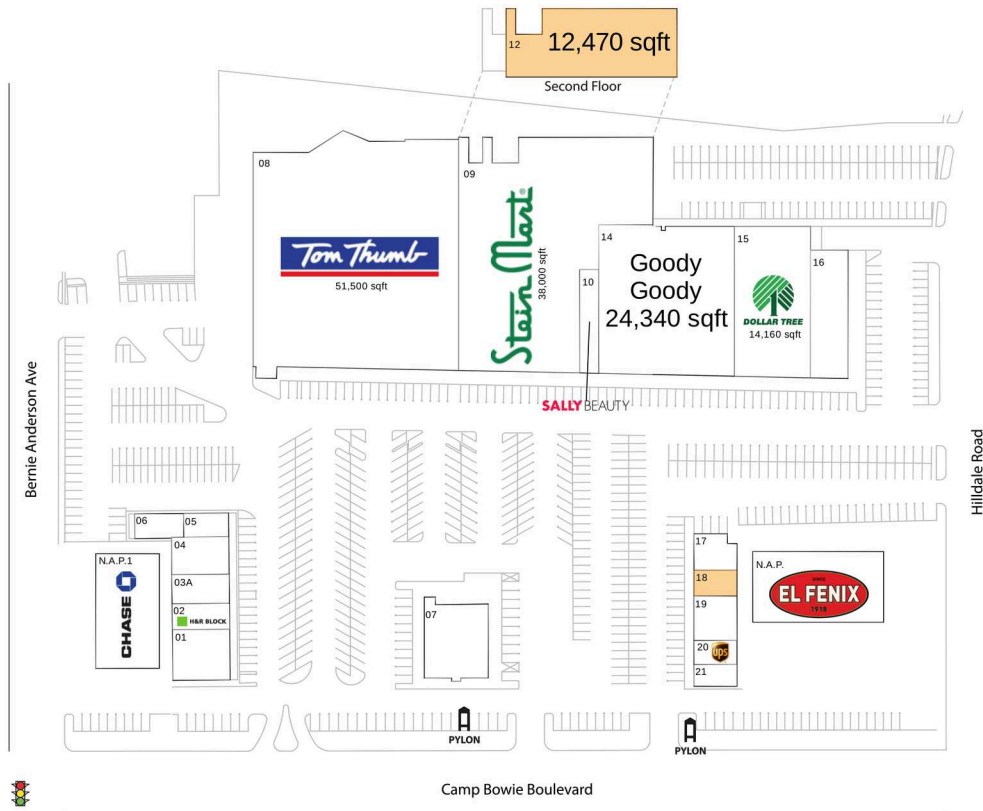 12
12,470 sqft
Second Floor
08
09
Tom Thumb
51,500 sqft
Stein Mart®
38,000 sqft
10
14
Goody
Goody
24,340 sqft
15
DOLLAR TREE
14,160 sqft
16
SALLY BEAUTY
Bernie Anderson Ave
Hilldale Road
06
05
04
03A
02
H&R BLOCK
01
N.A.P.1
CHASE
07
17
18
19
20
ups
21
N.A.P.
SINCE
EL FENIX
1918
PYLON
PYLON
Camp Bowie Boulevard